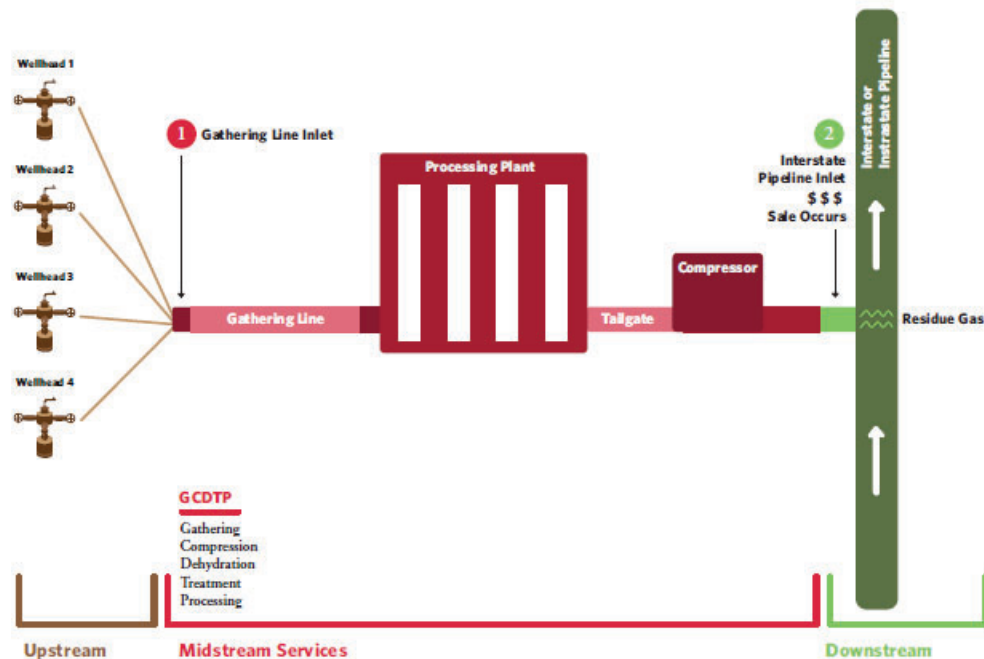 Wellhead 1
Wellhead 2
Wellhead 3
Wellhead 4
1 Gathering Line Inlet
Gathering Line
Processing Plant
Tailgate
Compressor
2
Interstate
Pipeline Inlet
$ $ $
Sale Occurs
Interstate or
Instrastate Pipeline
Residue Gas
GCDTP
Gathering
Compression
Dehydration
Treatment
Processing
Upstream
Midstream Services
Downstream